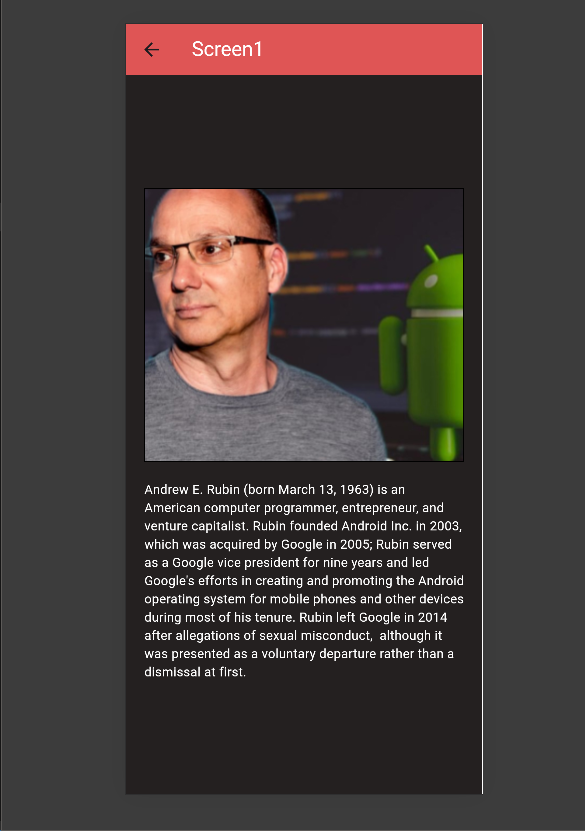 Screen1
Andrew E. Rubin (born March 13, 1963) is an
American computer programmer, entrepreneur, and
venture capitalist. Rubin founded Android Inc. in 2003,
which was acquired by Google in 2005; Rubin served
as a Google vice president for nine years and led
Google's efforts in creating and promoting the Android
operating system for mobile phones and other devices
during most of his tenure. Rubin left Google in 2014
after allegations of sexual misconduct,  although it
was presented as a voluntary departure rather than a
dismissal at first.